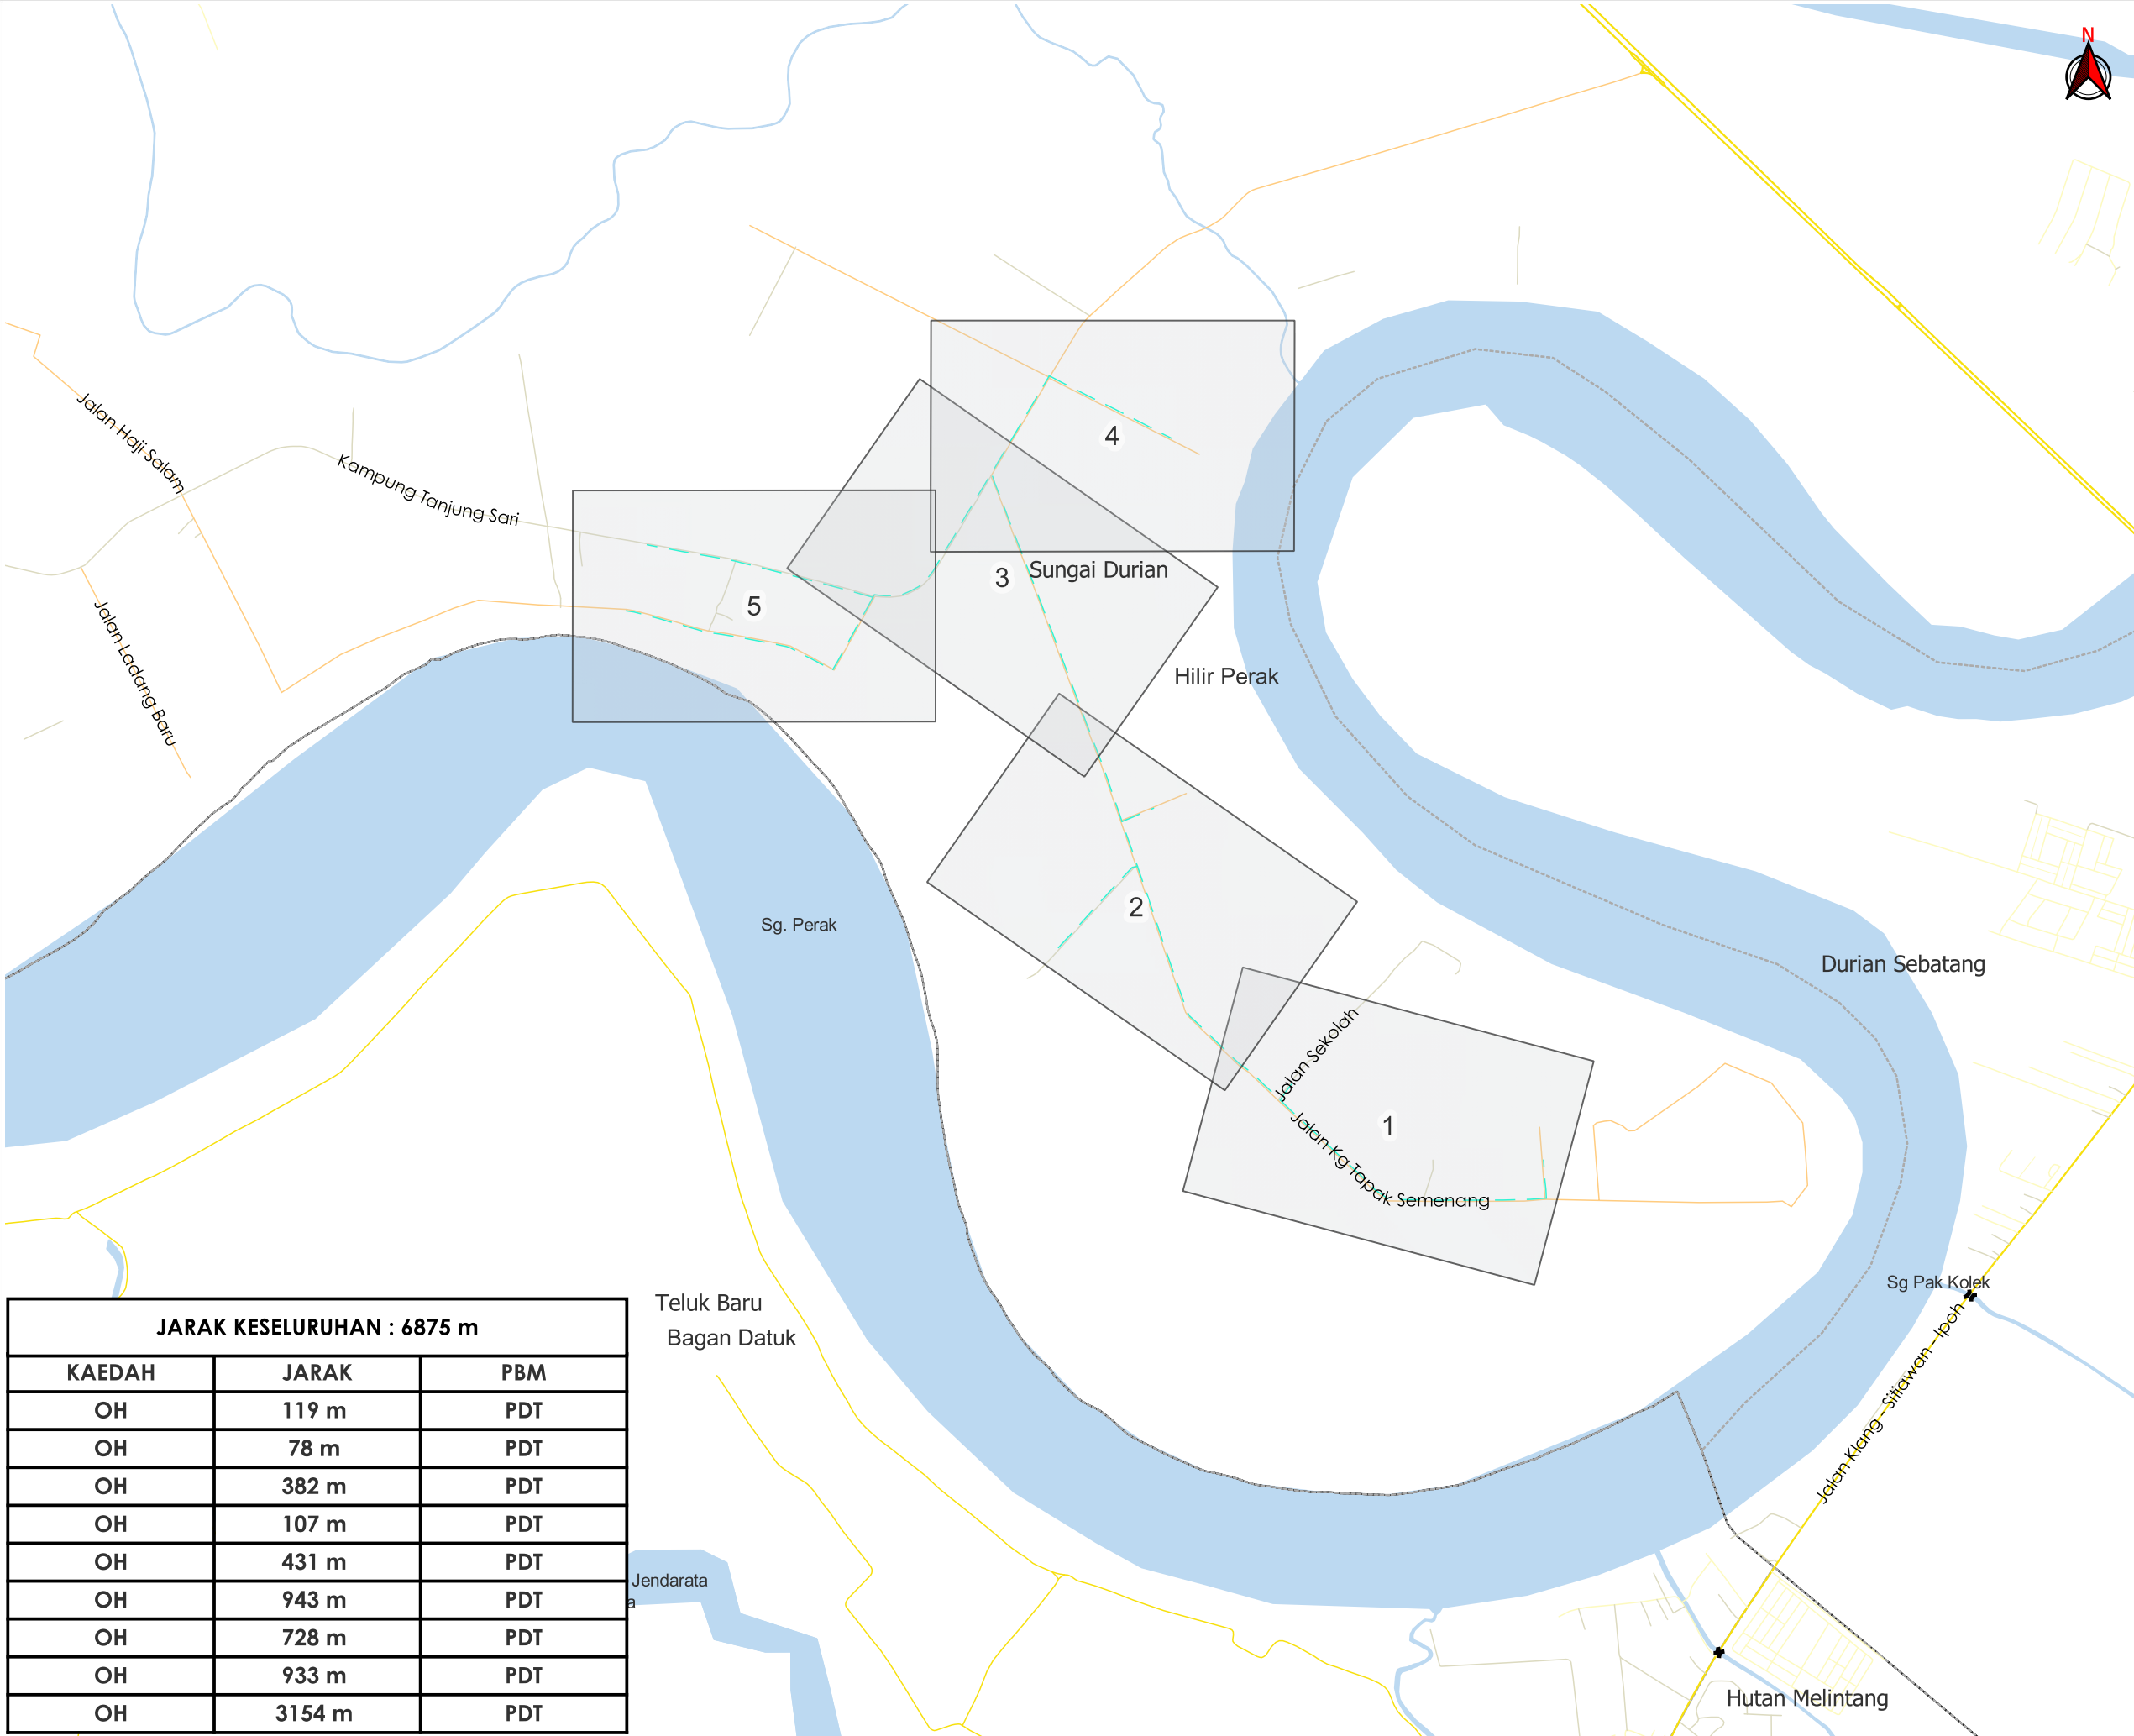 N
Jalan Haji Salam
Kampung Tanjung Sari
4
3
Sungai Durian
5
Jalan Ladang Baru
Hilir Perak
2
Sg. Perak
Durian Sebatang
Jalan Sekolah
1
Jalan Kg Tapak Semenang
Sg Pak Kolek
Teluk Baru
Bagan Datuk
Jalan Klang - Sitiawan - Ipoh
JARAK KESELURUHAN : 6875 m
KAEDAH JARAK PBM
OH 119 m PDT
OH 78 m PDT
OH 382 m PDT
OH 107 m PDT
OH 431 m PDT
OH 943 m PDT
OH 728 m PDT
OH 933 m PDT
OH 3154 m PDT
Jendarata
a
Hutan Melintang